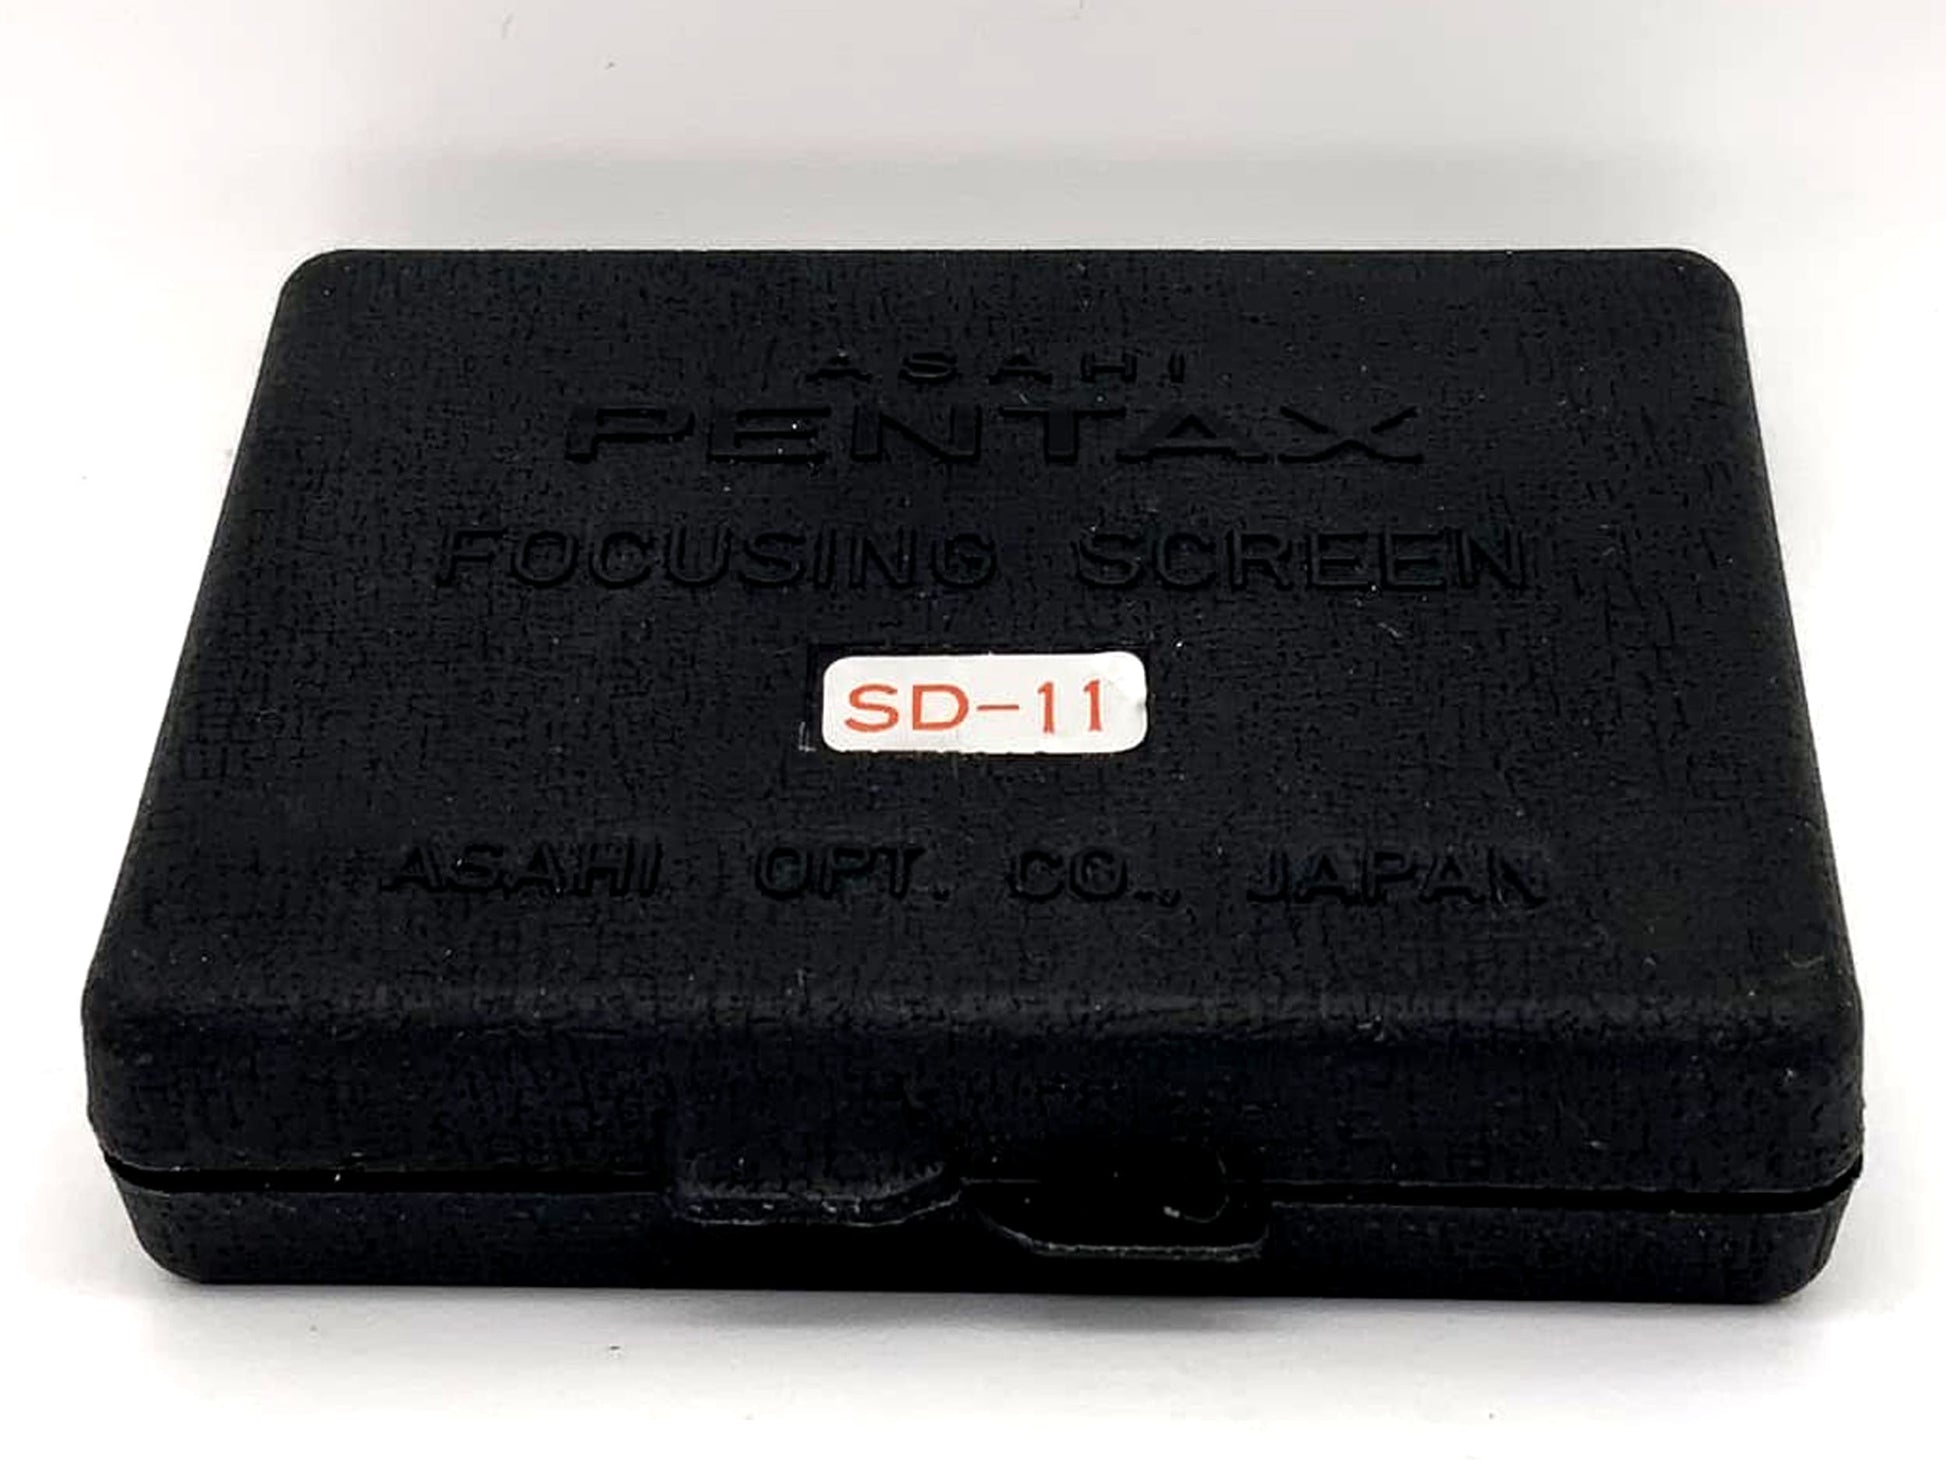 ASAHI
PENTAX
FOCUSING SCREEN
SD-11
ASAHI OPT. CO., JAPAN